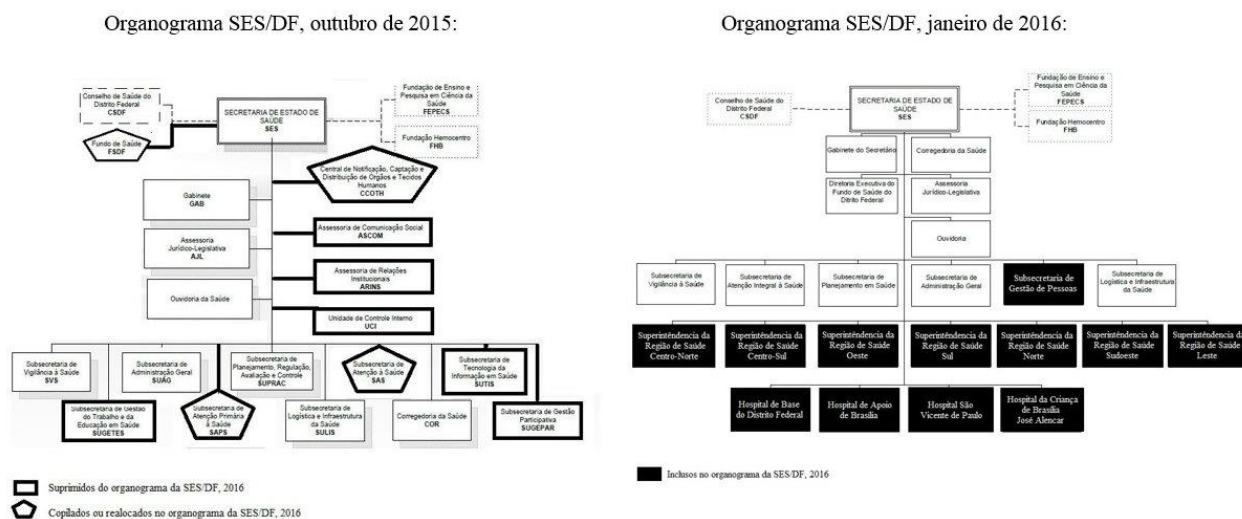 Organograma SES/DF, outubro de 2015:
Conselho de Saúde do
Distrito Federal
CSDF
SECRETARIA DE ESTADO DE
SAÚDE
SES
Fundação de Ensino e
Pesquisa em Ciência da
Saúde
FEPECS
Fundo de Saúde
FSDF
Fundação Hemocentro
FHB
Central de Notificação, Captação e
Distribuição de Órgãos e Tecidos
Humanos
CCOTH
Gabinete
GAB
Assessoria de Comunicação Social
ASCOM
Assessoria
Jurídico-Legislativa
AJL
Assessoria de Relações
Institucionais
ARINS
Ouvidoria da Saúde
Unidade de Controle Interno
UCI
Subsecretaria de
Vigilância à Saúde
SVS
Subsecretaria de
Administração Geral
SUAG
Subsecretaria de
Planejamento, Regulação,
Avaliação e Controle
SUPRAC
Subsecretaria de
Atenção à Saúde
SAS
Subsecretaria de
Tecnologia da
Informação em Saúde
SUTIS
Subsecretaria de Gestão
do Trabalho e da
Educação em Saúde
SUGETES
Subsecretaria de
Atenção Primária
à Saúde
SAPS
Subsecretaria de
Logística e Infraestrutura
da Saúde
SULIS
Corregedoria da Saúde
COR
Subsecretaria de Gestão
Participativa
SUGEPAR
Suprimidos do organograma da SES/DF, 2016
Copilados ou realocados no organograma da SES/DF, 2016
Organograma SES/DF, janeiro de 2016:
Conselho de Saúde do
Distrito Federal
CSDF
SECRETARIA DE ESTADO DE
SAÚDE
SES
Fundação de Ensino e
Pesquisa em Ciência da
Saúde
FEPECS
Fundação Hemocentro
FHB
Gabinete do Secretário
Corregedoria da Saúde
Diretoria Executiva do
Fundo de Saúde do
Ditrito Federal
Assessoria
Jurídico-Legislativa
Ouvidoria
Subsecretaria de
Vigilância à Saúde
Subsecretaria de
Atenção Integral à Saúde
Subsecretaria de
Planejamento em Saúde
Subsecretaria de
Administração Geral
Subsecretaria de
Gestão de Pessoas
Subsecretaria de
Logística e Infraestrutura
da Saúde
Superintêndencia da
Região de Saúde
Centro-Norte
Superintêndencia da
Região de Saúde
Centro-Sul
Superintêndencia da
Região de Saúde
Oeste
Superintêndencia da
Região de Saúde
Sul
Superintêndencia da
Região de Saúde
Norte
Superintêndencia da
Região de Saúde
Sudoeste
Superintêndencia da
Região de Saúde
Leste
Hospital de Base
do Distrito Federal
Hospital de Apoio
de Brasília
Hospital São
Vicente de Paulo
Hospital da Criança
de Brasília
José Alencar
Inclusos no organograma da SES/DF, 2016